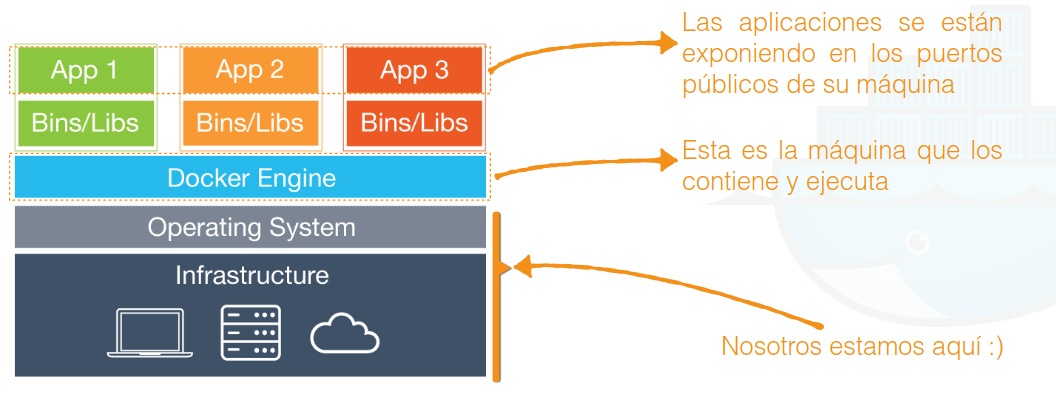 Las aplicaciones se están
exponiendo en los puertos
públicos de su máquina
App 1
App 2
App 3
Bins/Libs
Bins/Libs
Bins/Libs
Esta es la máquina que los
contiene y ejecuta
Docker Engine
Operating System
Infrastructure
Nosotros estamos aquí :)